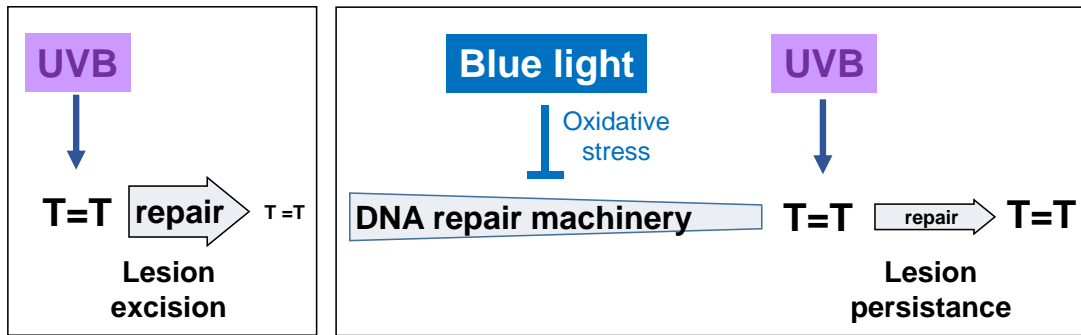 UVB
T=T
repair
T =T
Lesion
excision
Blue light
UVB
Oxidative
stress
DNA repair machinery
T=T
repair
T=T
Lesion
persistance